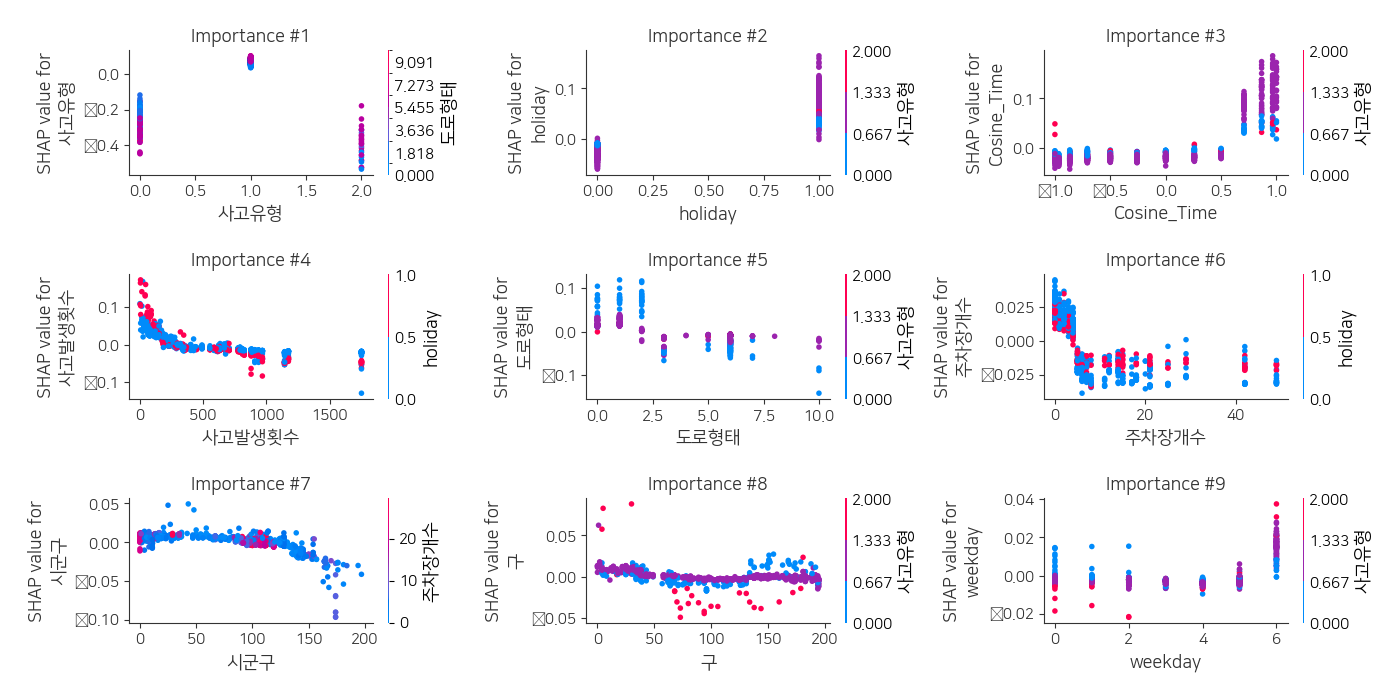 Importance #1
SHAP value for
사고유형
0.0
0.2
0.4
0.0
0.5
1.0
1.5
2.0
사고유형
9.091
7.273
5.455
3.636
1.818
0.000
도로형태
Importance #2
SHAP value for
holiday
0.1
0.0
0.00
0.25
0.50
0.75
1.00
holiday
2.000
1.333
0.667
0.000
사고유형
Importance #3
SHAP value for
Cosine_Time
0.1
0.0
1.0
0.5
0.0
0.5
1.0
Cosine_Time
2.000
1.333
0.667
0.000
사고유형
Importance #4
SHAP value for
사고발생횟수
0.1
0.0
0.1
0
500
1000
1500
사고발생횟수
1.0
0.5
0.0
holiday
Importance #5
SHAP value for
도로형태
0.1
0.0
0.1
0.0
2.5
5.0
7.5
10.0
도로형태
2.000
1.333
0.667
0.000
사고유형
Importance #6
SHAP value for
주차장개수
0.025
0.000
0.025
0
20
40
주차장개수
1.0
0.5
0.0
holiday
Importance #7
SHAP value for
시군구
0.05
0.00
0.05
0.10
0
50
100
150
200
시군구
20
10
0
주차장개수
Importance #8
SHAP value for
구
0.05
0.00
0.05
0
50
100
150
200
구
2.000
1.333
0.667
0.000
사고유형
Importance #9
SHAP value for
weekday
0.04
0.02
0.00
0.02
0
2
4
6
weekday
2.000
1.333
0.667
0.000
사고유형